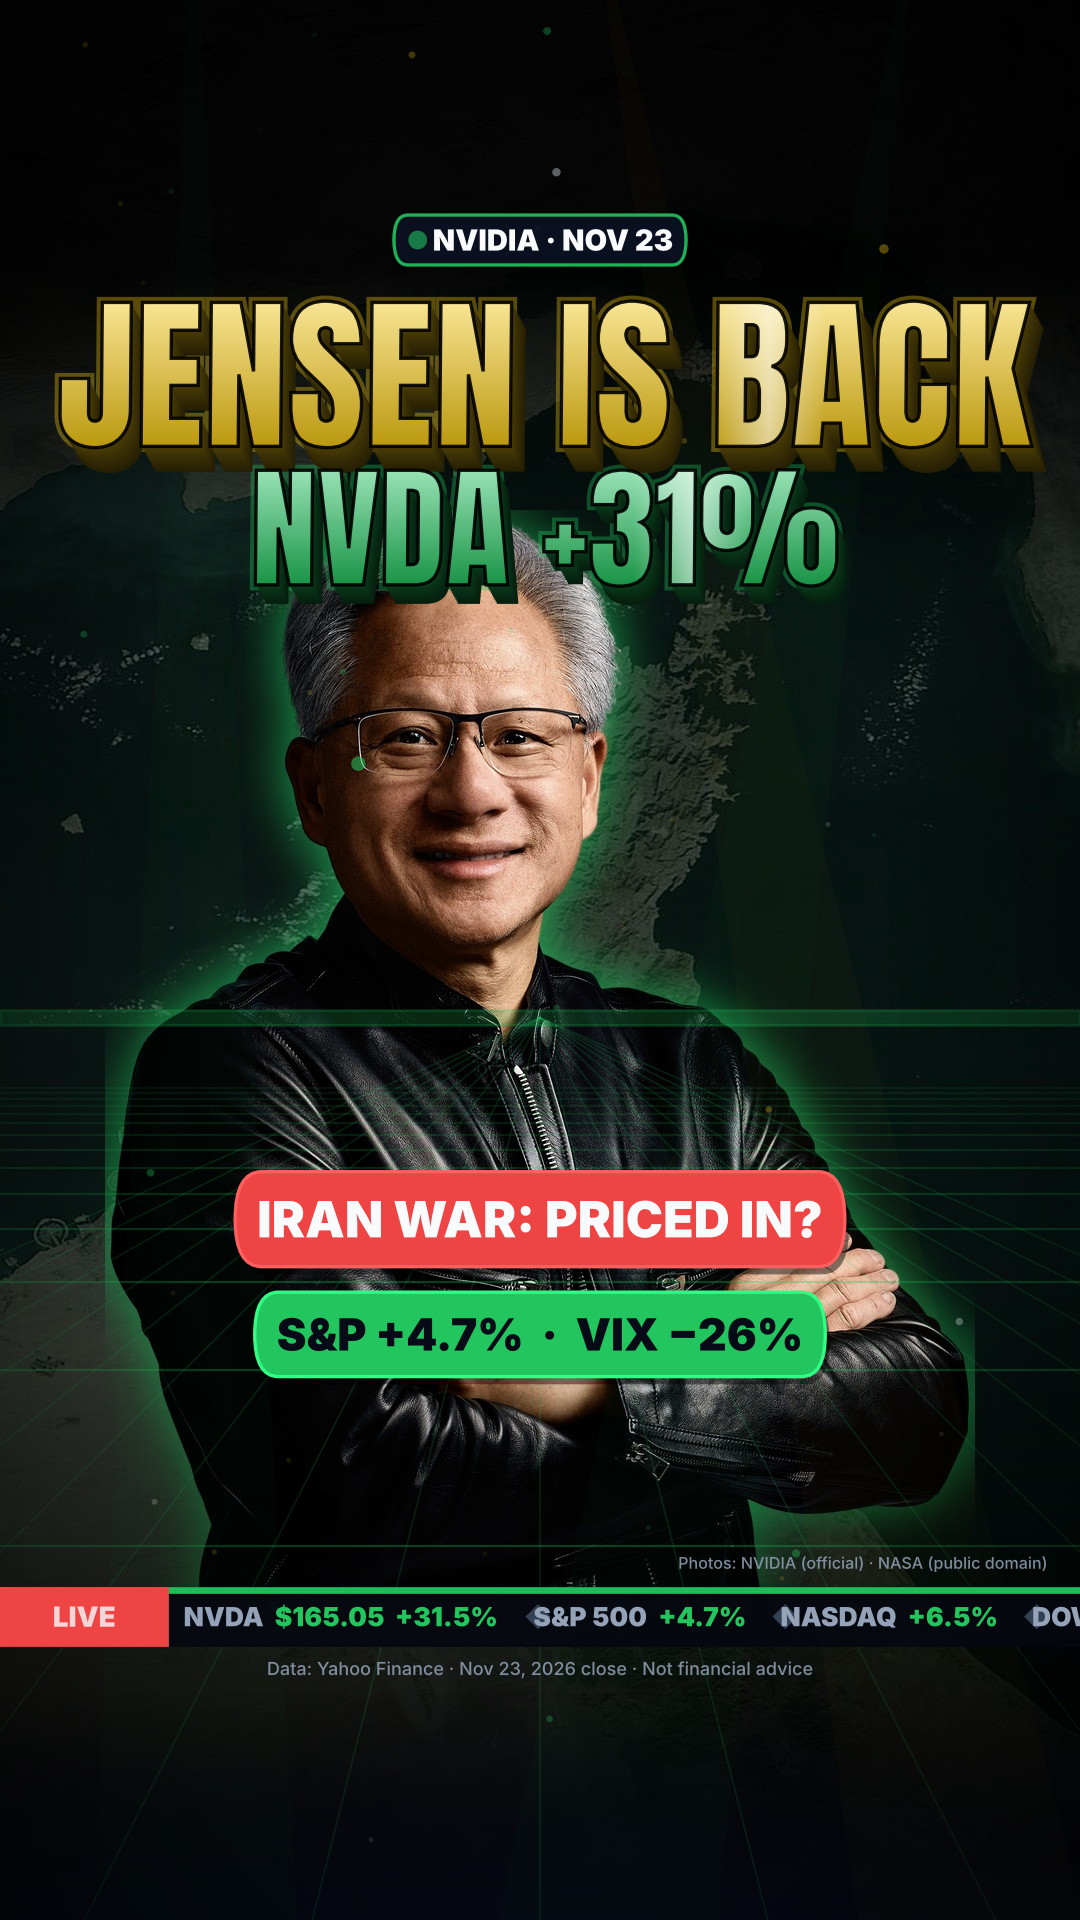 NVIDIA · NOV 23
JENSEN IS BACK
NVDA +31%
IRAN WAR: PRICED IN?
S&P +4.7% · VIX −26%
Photos: NVIDIA (official) · NASA (public domain)
LIVE NVDA $165.05 +31.5% ◆ S&P 500 +4.7% ◆ NASDAQ +6.5% ◆ DOW
Data: Yahoo Finance · Nov 23, 2026 close · Not financial advice